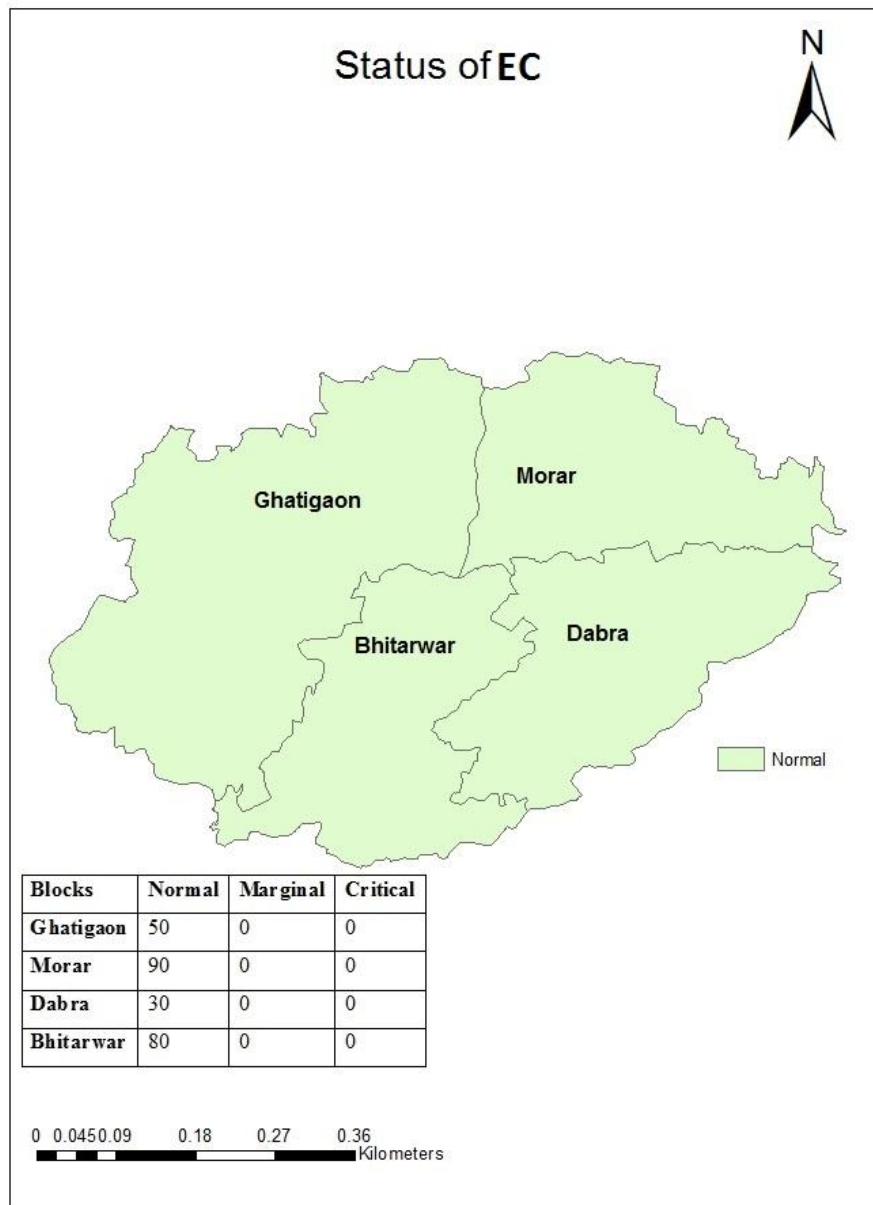 Status of EC
N
Ghatigaon
Morar
Bhitarwar
Dabra
Normal
Blocks Normal Marginal Critical
Ghatigaon 50 0 0
Morar 90 0 0
Dabra 30 0 0
Bhitarwar 80 0 0
0 0.045 0.09 0.18 0.27 0.36
Kilometers